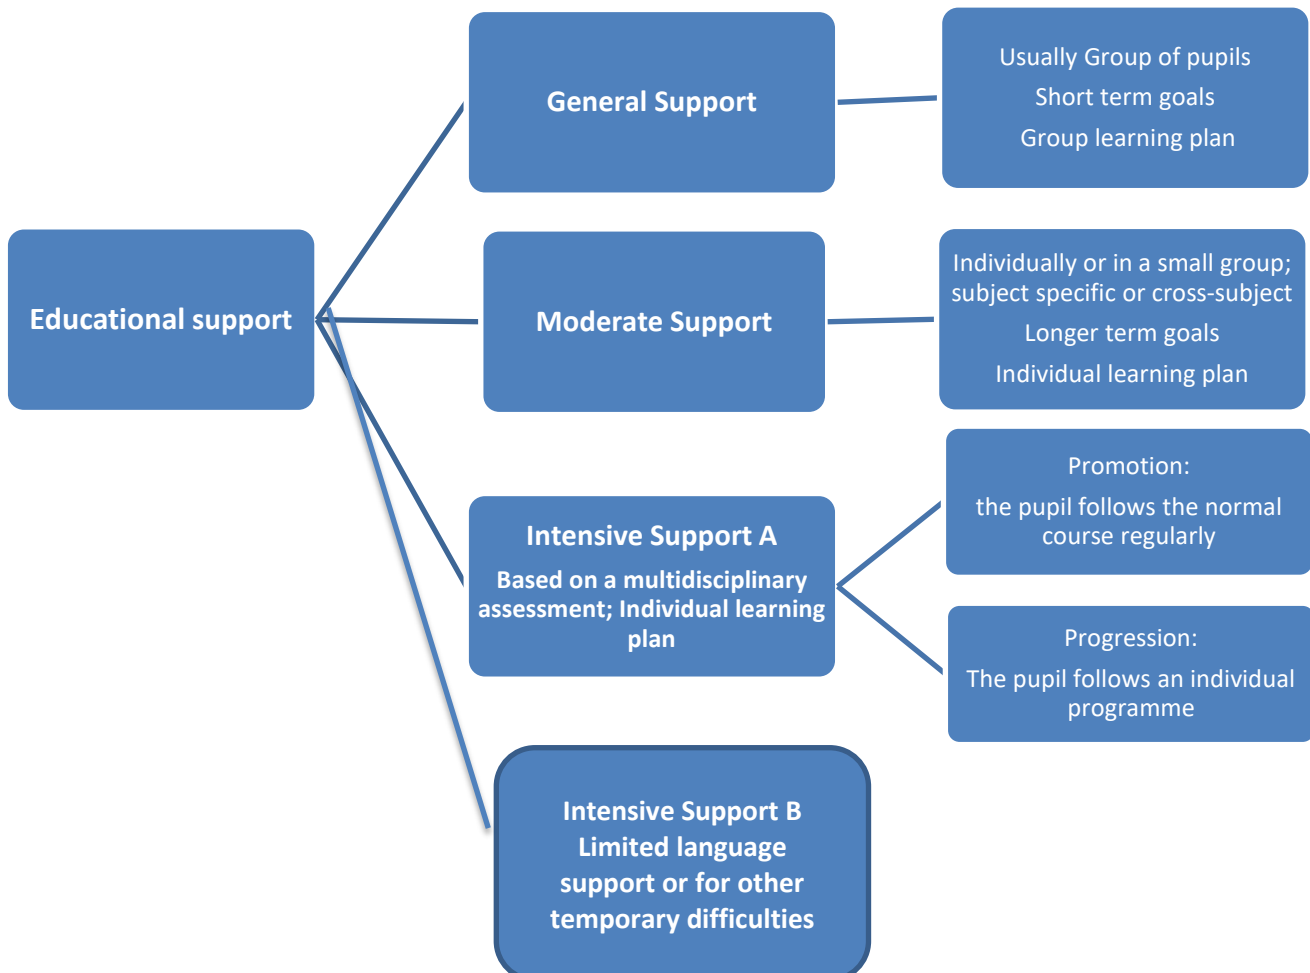 Educational support
General Support
Usually Group of pupils
Short term goals
Group learning plan
Moderate Support
Individually or in a small group;
subject specific or cross-subject
Longer term goals
Individual learning plan
Intensive Support A
Based on a multidisciplinary
assessment; Individual learning
plan
Promotion:
the pupil follows the normal
course regularly
Progression:
The pupil follows an individual
programme
Intensive Support B
Limited language
support or for other
temporary difficulties